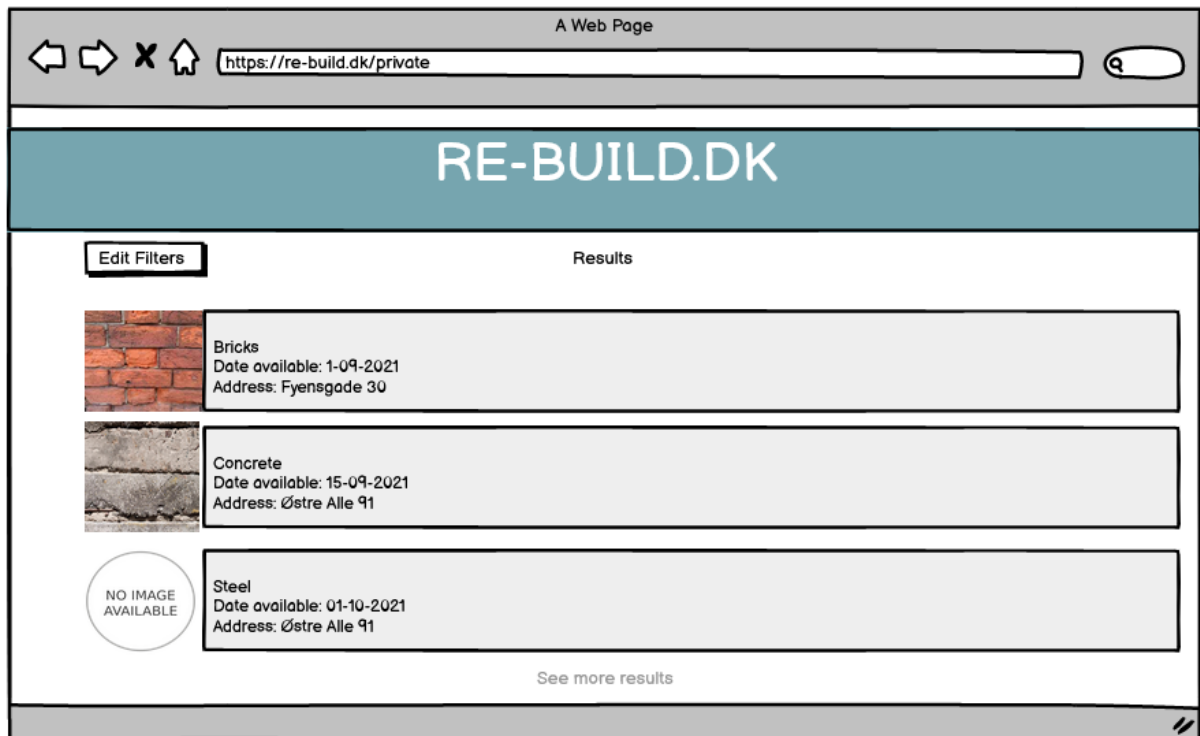 A Web Page
https://re-build.dk/private
RE-BUILD.DK
Edit Filters
Results
Bricks
Date available: 1-09-2021
Address: Fyensgade 30
Concrete
Date available: 15-09-2021
Address: Østre Alle 91
NO IMAGE
AVAILABLE
Steel
Date available: 01-10-2021
Address: Østre Alle 91
See more results